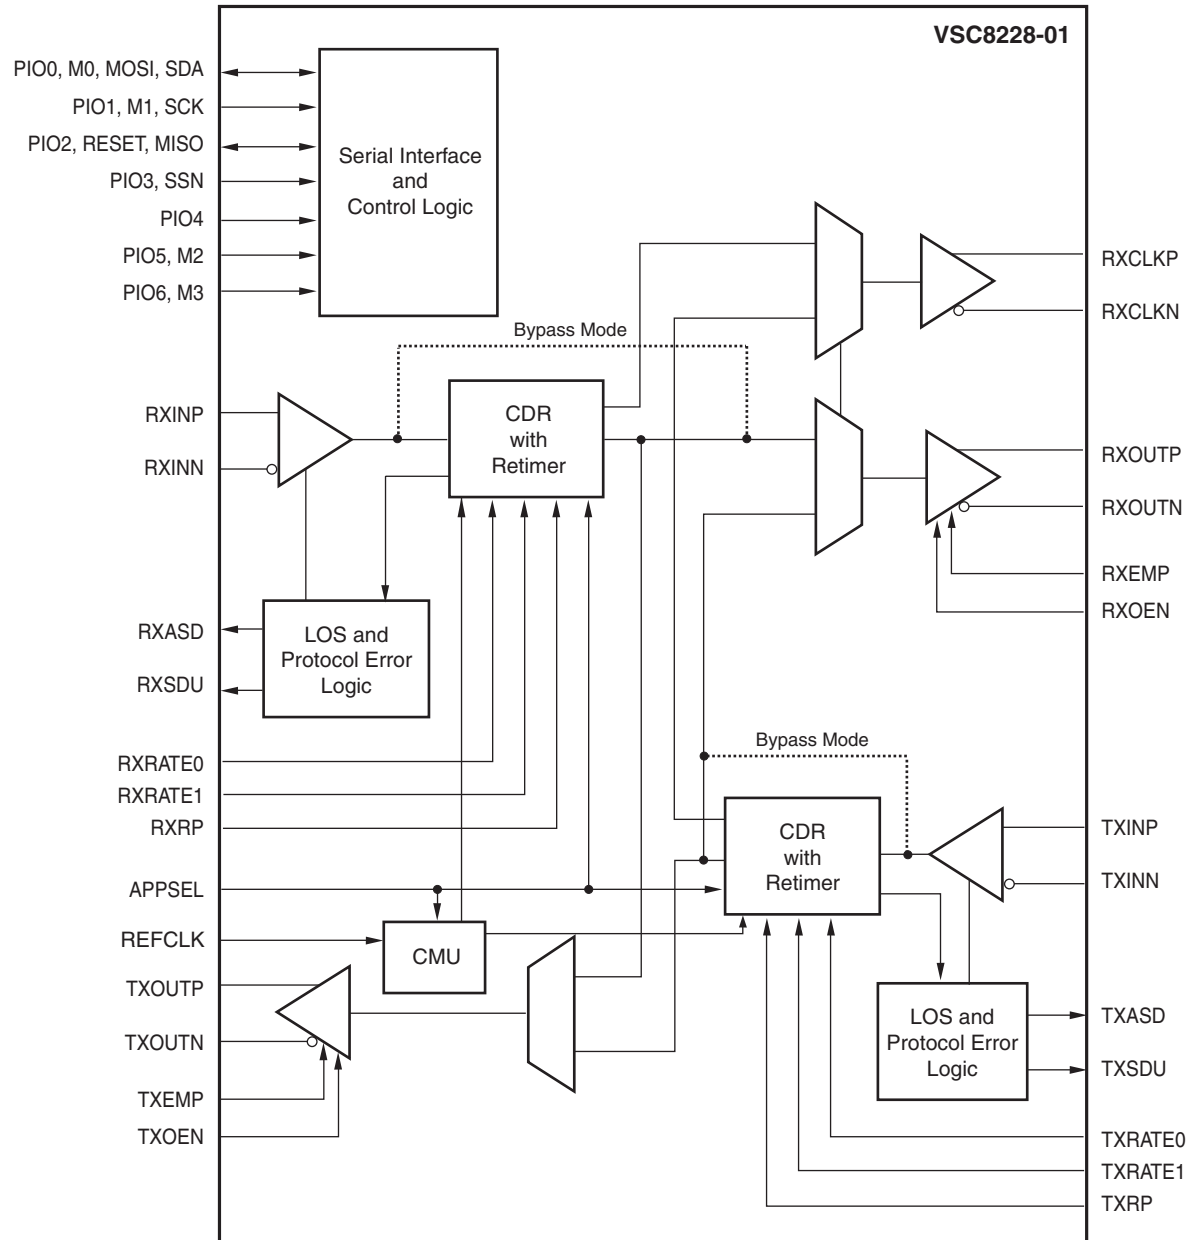 VSC8228-01
PIO0, M0, MOSI, SDA
PIO1, M1, SCK
PIO2, RESET, MISO
PIO3, SSN
PIO4
PIO5, M2
PIO6, M3
Serial Interface
and
Control Logic
RXCLKP
RXCLKN
Bypass Mode
RXINP
RXINN
CDR
with
Retimer
RXOUTP
RXOUTN
RXEMP
RXOEN
RXASD
RXSDU
LOS and
Protocol Error
Logic
RXRATE0
RXRATE1
RXRP
APPSEL
REFCLK
CMU
Bypass Mode
CDR
with
Retimer
TXINP
TXINN
TXOUTP
TXOUTN
TXEMP
TXOEN
LOS and
Protocol Error
Logic
TXASD
TXSDU
TXRATE0
TXRATE1
TXRP